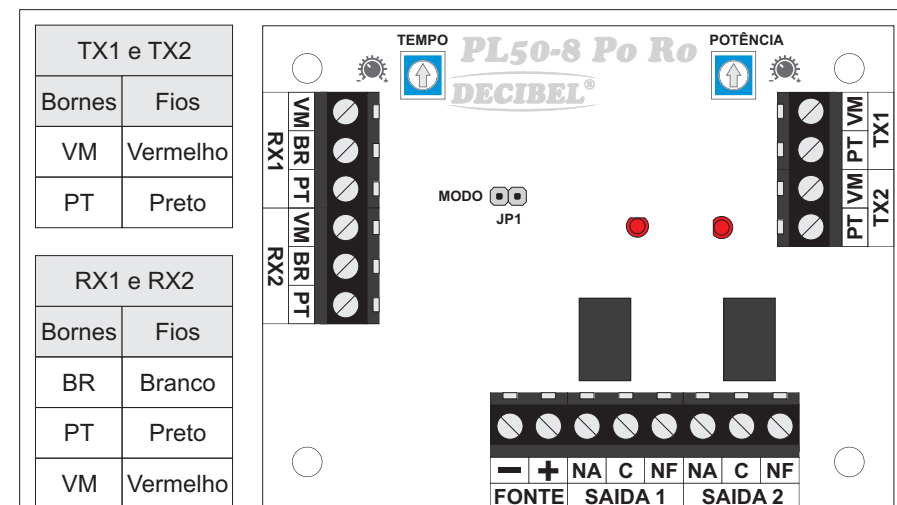 TX1 e TX2
Bornes Fios
VM Vermelho
PT Preto
RX1 e RX2
Bornes Fios
BR Branco
PT Preto
VM Vermelho
TEMPO
PL50-8 Po Ro
DECIBEL®
POTÊNCIA
RX1
VM
BR
PT
RX2
VM
BR
PT
MODO
JP1
VM
PT
TX1
VM
PT
TX2
− + NA C NF NA C NF
FONTE SAIDA 1 SAIDA 2